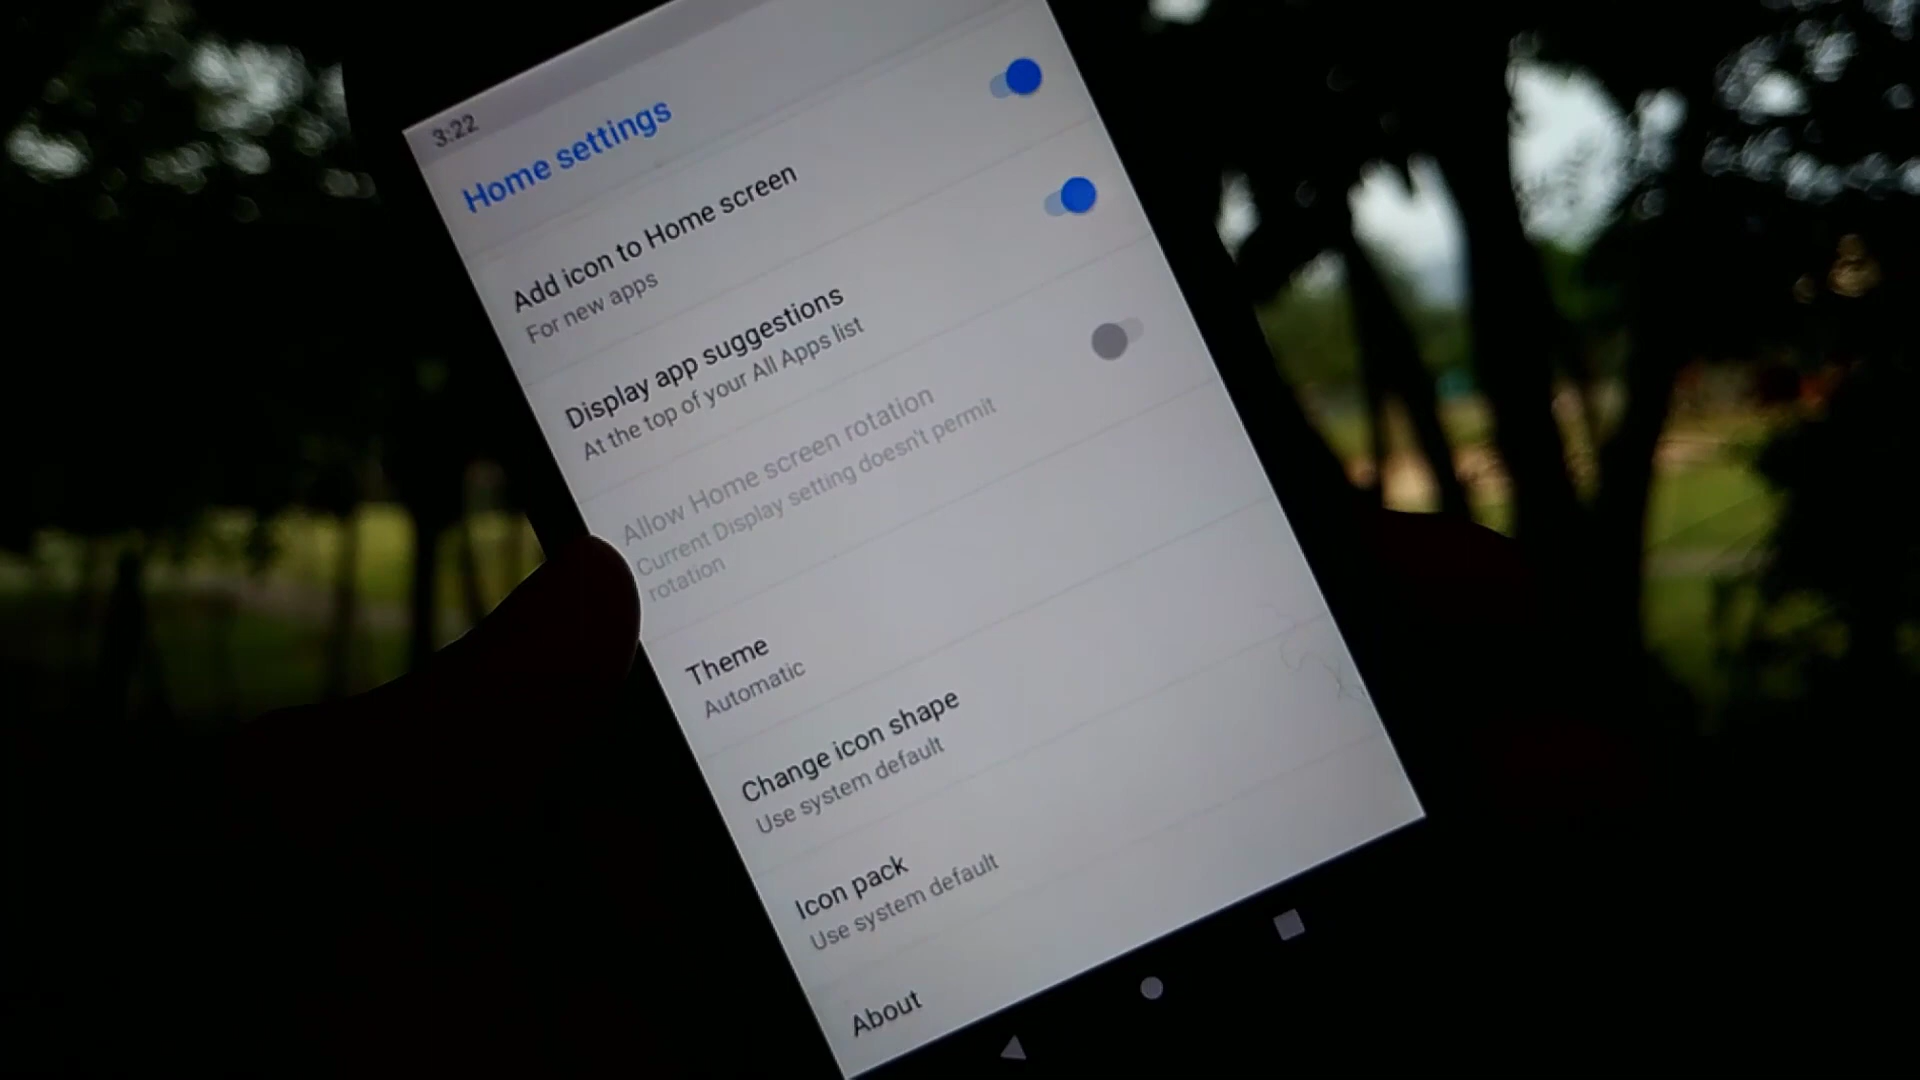 3:22
Home settings
Add icon to Home screen
For new apps
Display app suggestions
At the top of your All Apps list
Allow Home screen rotation
Current Display setting doesn't permit
rotation
Theme
Automatic
Change icon shape
Use system default
Icon pack
Use system default
About